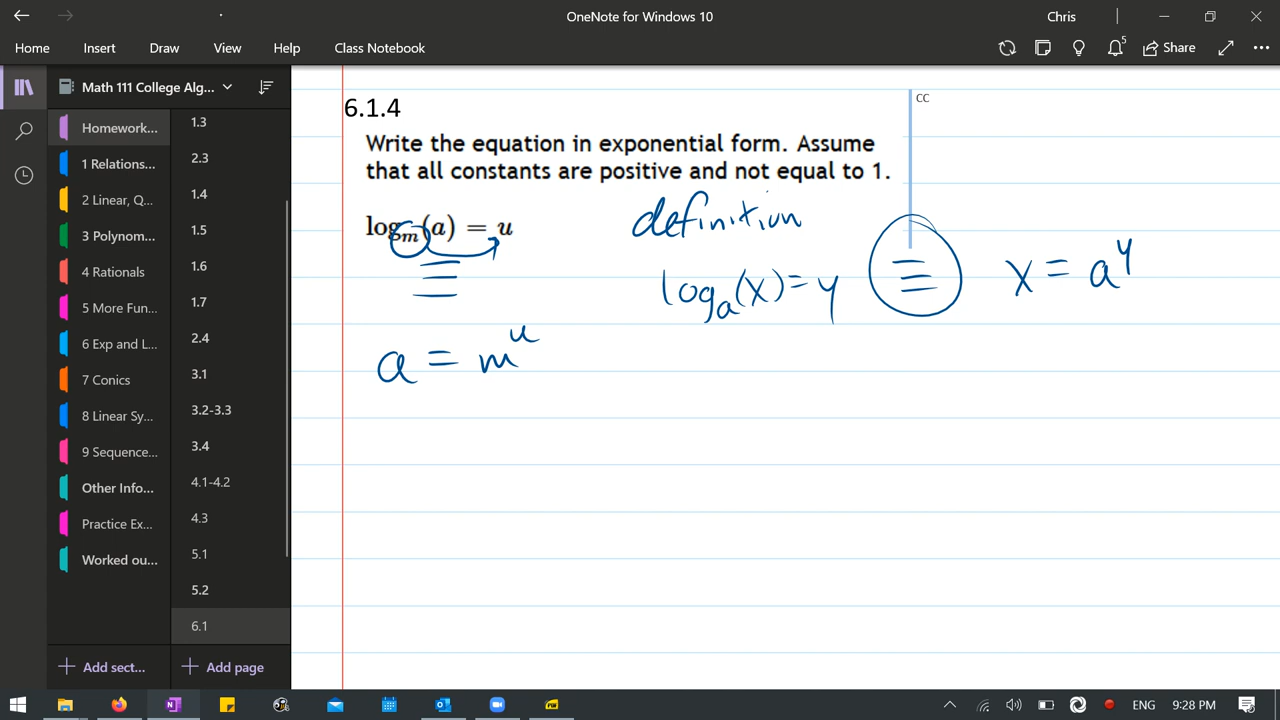 OneNote for Windows 10
Chris
Home Insert Draw View Help Class Notebook
5
Share
Math 111 College Alg...
Homework...
1 Relations...
2 Linear, Q...
3 Polynom...
4 Rationals
5 More Fun...
6 Exp and L...
7 Conics
8 Linear Sy...
9 Sequence...
Other Info...
Practice Ex...
Worked ou...
Add sect...
1.3
2.3
1.4
1.5
1.6
1.7
2.4
3.1
3.2-3.3
3.4
4.1-4.2
4.3
5.1
5.2
6.1
Add page
6.1.4
CC
Write the equation in exponential form. Assume
that all constants are positive and not equal to 1.
logₘ(a) = u
≡
a = mᵘ
definition
logₐ(x) = y ≡ x = aʸ
ENG 9:28 PM